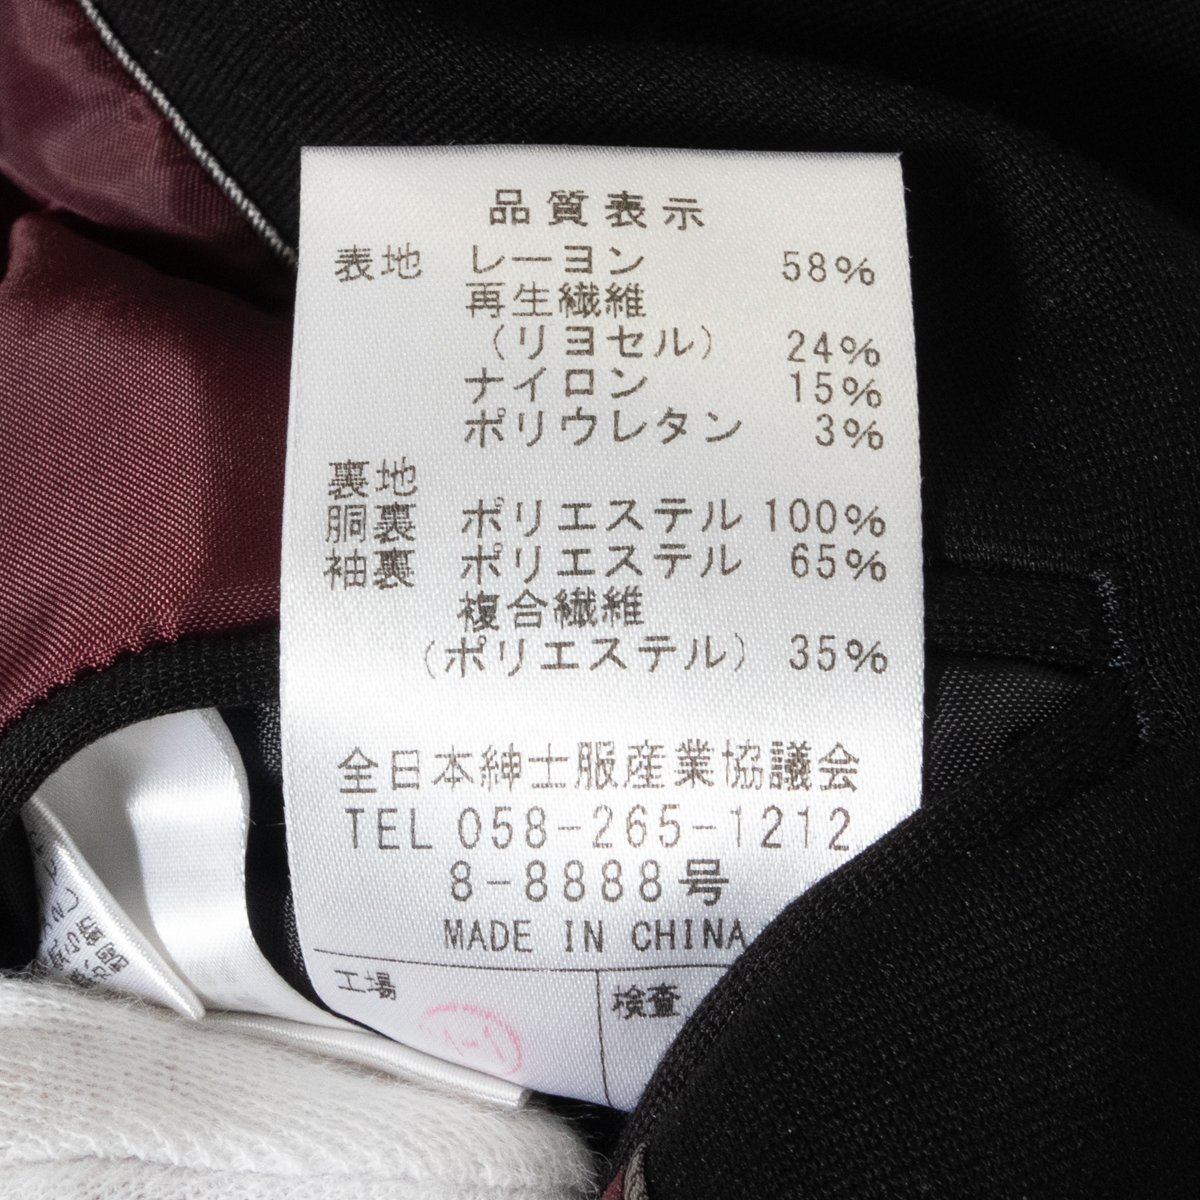 品質表示
表地 レーヨン 58%
再生繊維
(リヨセル) 24%
ナイロン 15%
ポリウレタン 3%
裏地
胴裏 ポリエステル 100%
袖裏 ポリエステル 65%
複合繊維
(ポリエステル) 35%
全日本紳士服産業協議会
TEL 058-265-1212
8-8888号
MADE IN CHINA
工場 検査